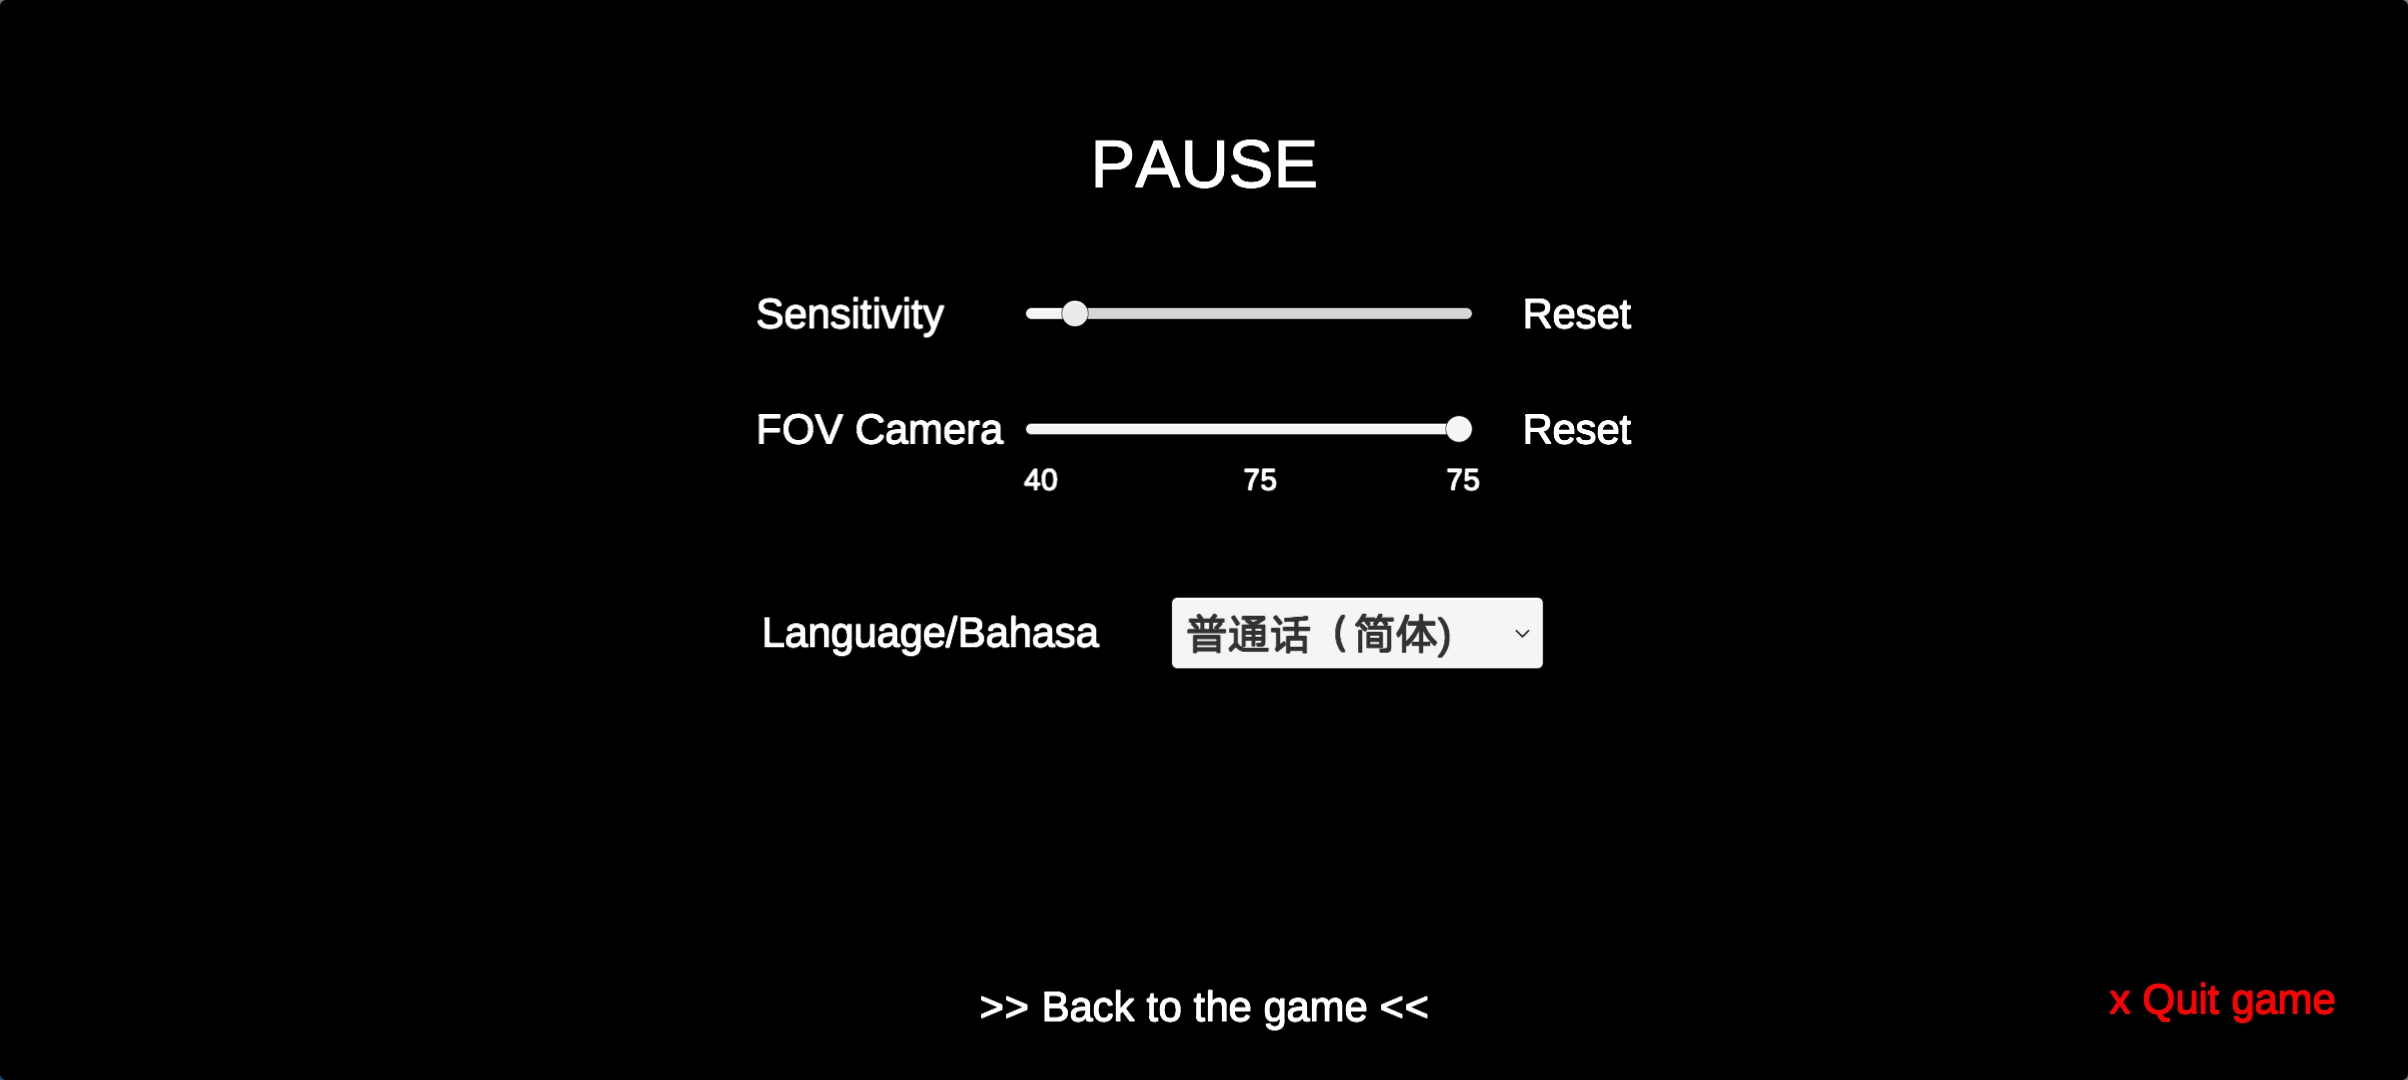 PAUSE
Sensitivity Reset
FOV Camera Reset
40 75 75
Language/Bahasa 普通话（简体)
>> Back to the game <<
x Quit game